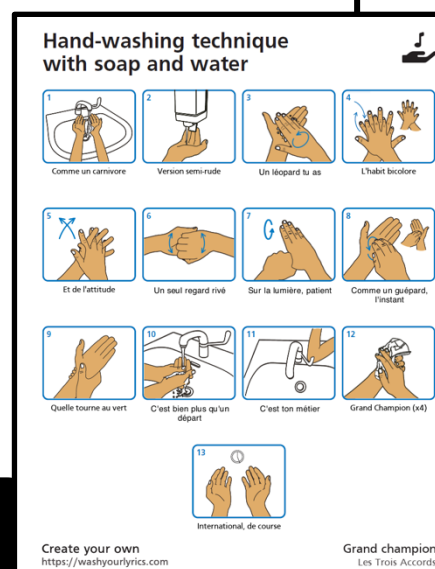 Hand-washing technique
with soap and water
1
2
3
4
Comme un carnivore
Version semi-rude
Un léopard tu as
L'habit bicolore
5
6
7
8
Et de l'attitude
Un seul regard rivé
Sur la lumière, patient
Comme un guépard,
l'instant
9
10
11
12
Quelle tourne au vert
C'est bien plus qu'un
départ
C'est ton métier
Grand Champion (x4)
13
International, de course
Create your own
https://washyourlyrics.com
Grand champion
Les Trois Accords